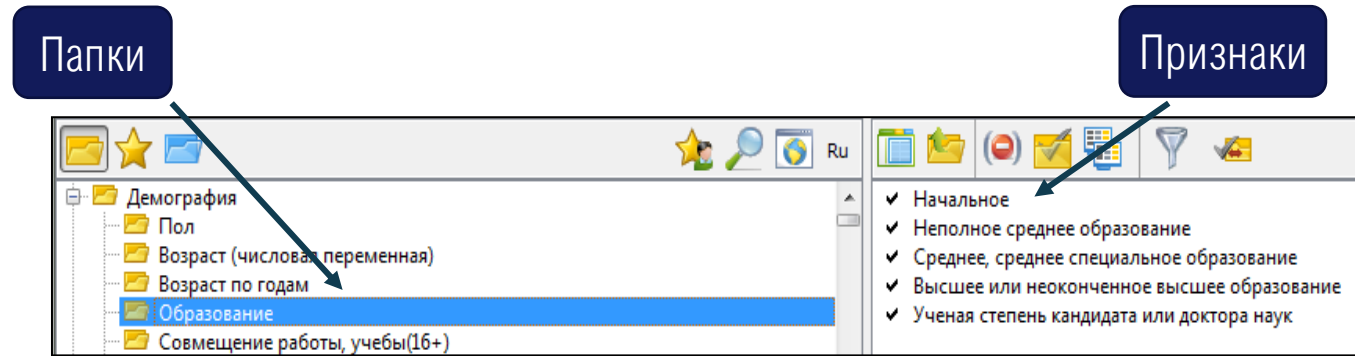 Папки
Признаки
Ru
Демография
Пол
Возраст (числовая переменная)
Возраст по годам
Образование
Совмещение работы, учебы(16+)
Начальное
Неполное среднее образование
Среднее, среднее специальное образование
Высшее или неоконченное высшее образование
Ученая степень кандидата или доктора наук